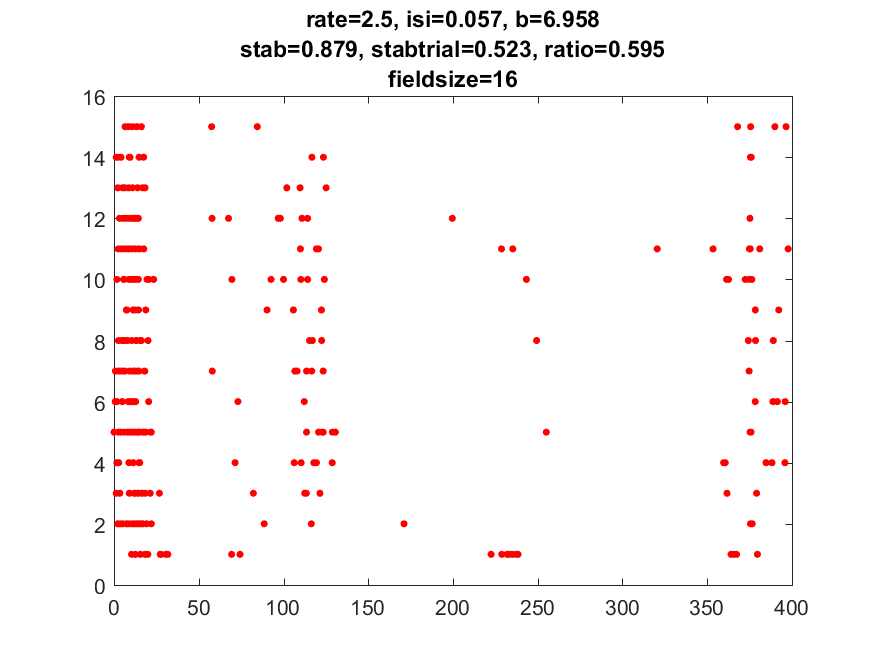 rate=2.5, isi=0.057, b=6.958
stab=0.879, stabtrial=0.523, ratio=0.595
fieldsize=16
16
14
12
10
8
6
4
2
0
0 50 100 150 200 250 300 350 400